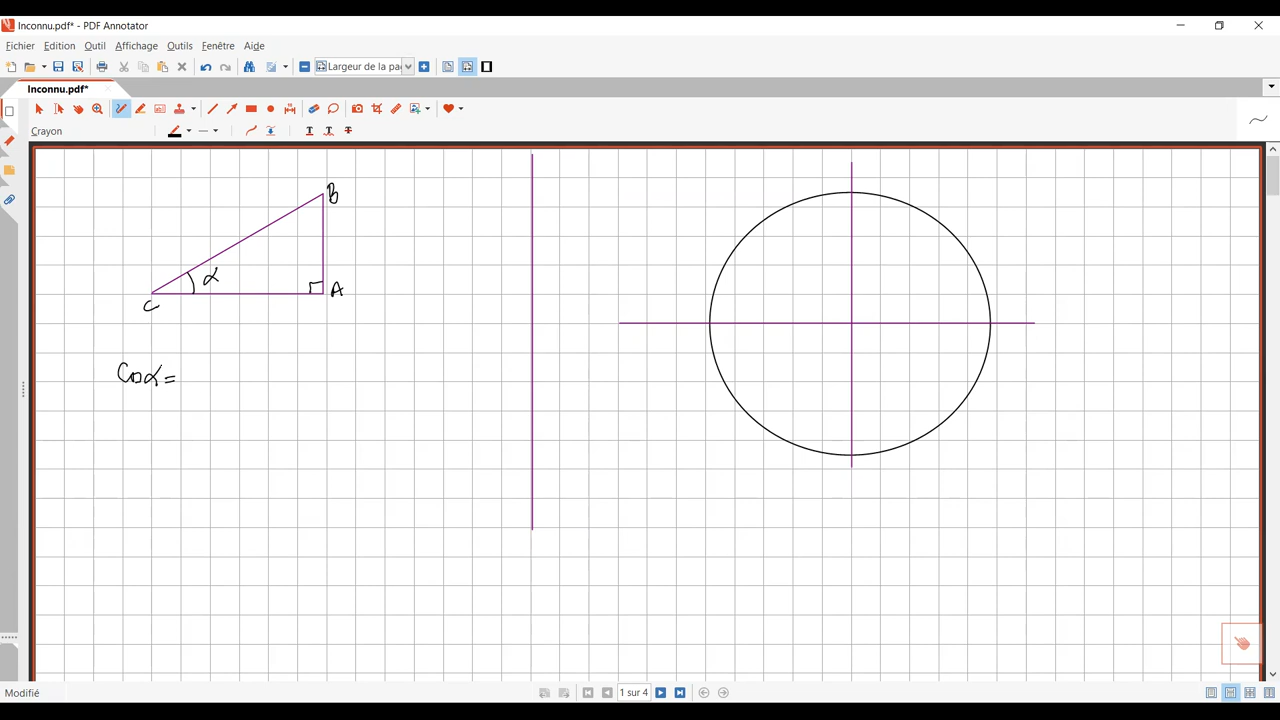 Inconnu.pdf* - PDF Annotator
Fichier Edition Outil Affichage Outils Fenêtre Aide
Largeur de la pa
Inconnu.pdf*
Crayon
B
α
A
C
Cosα =
Modifié
1 sur 4